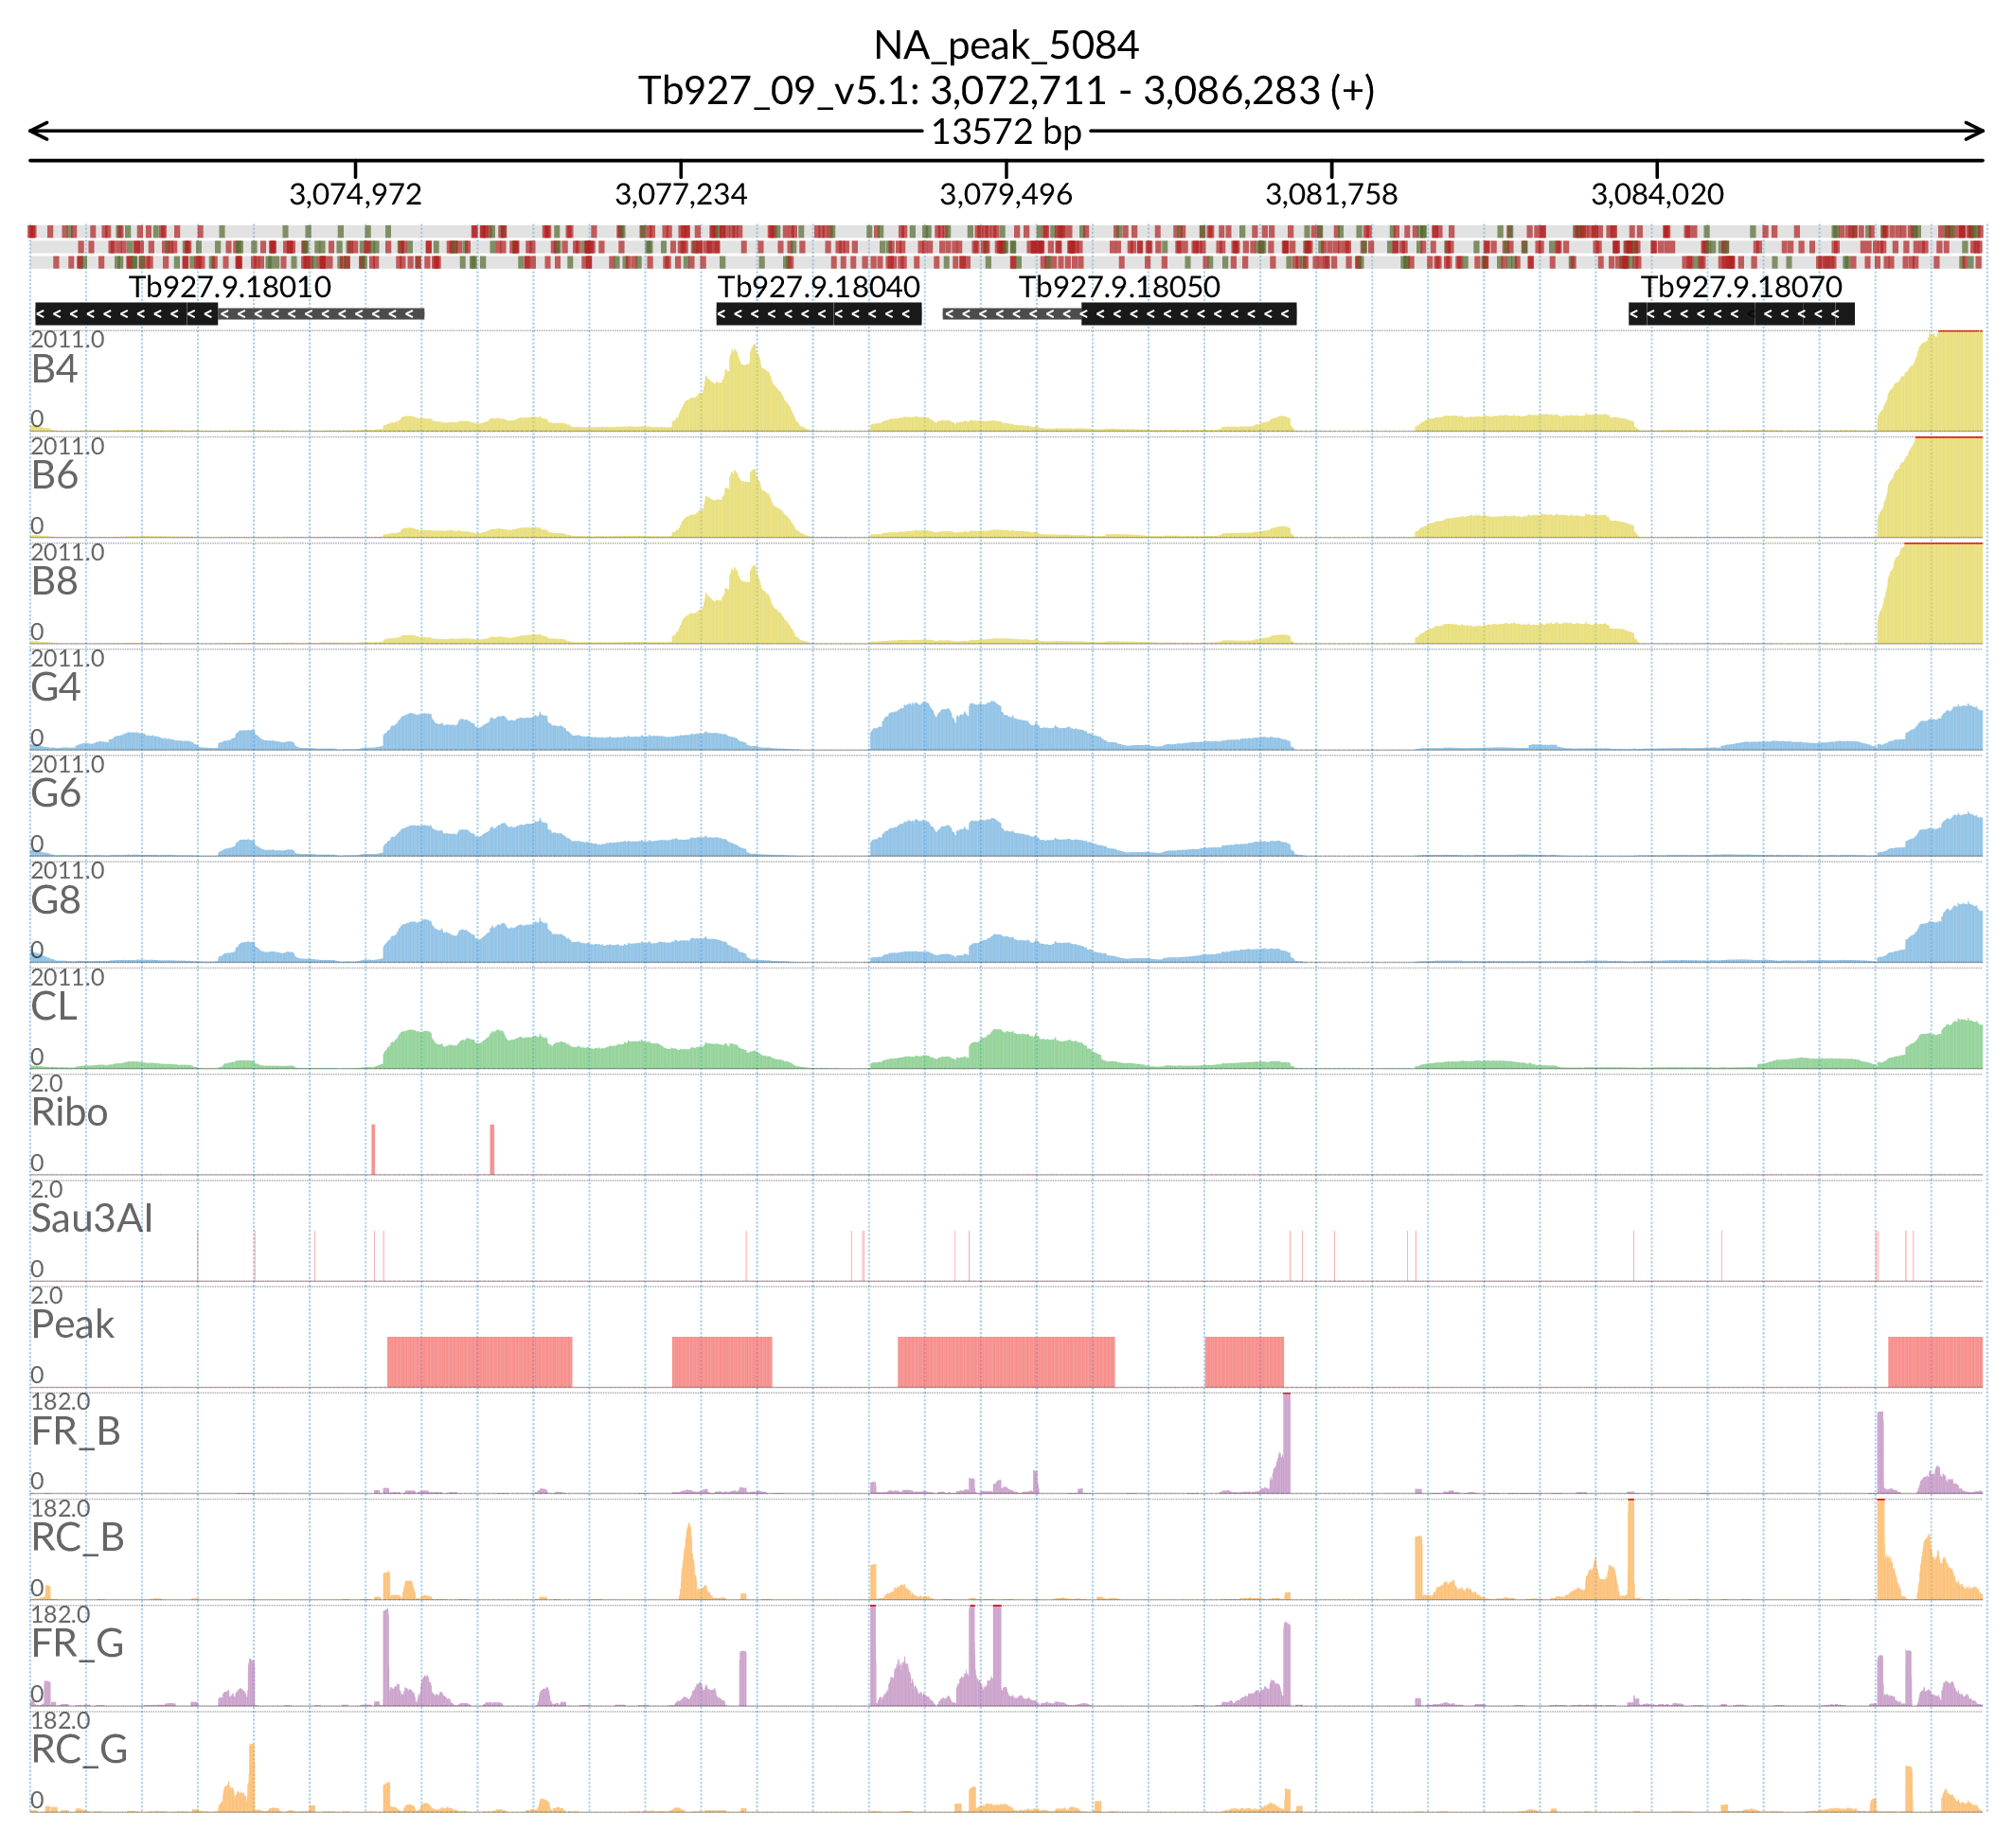 NA_peak_5084
Tb927_09_v5.1: 3,072,711 - 3,086,283 (+)
13572 bp
3,074,972 3,077,234 3,079,496 3,081,758 3,084,020
Tb927.9.18010 Tb927.9.18040 Tb927.9.18050 Tb927.9.18070
2011.0
B4
0
2011.0
B6
0
2011.0
B8
0
2011.0
G4
0
2011.0
G6
0
2011.0
G8
0
2011.0
CL
0
2.0
Ribo
0
2.0
Sau3AI
0
2.0
Peak
0
182.0
FR_B
0
182.0
RC_B
0
182.0
FR_G
0
182.0
RC_G
0